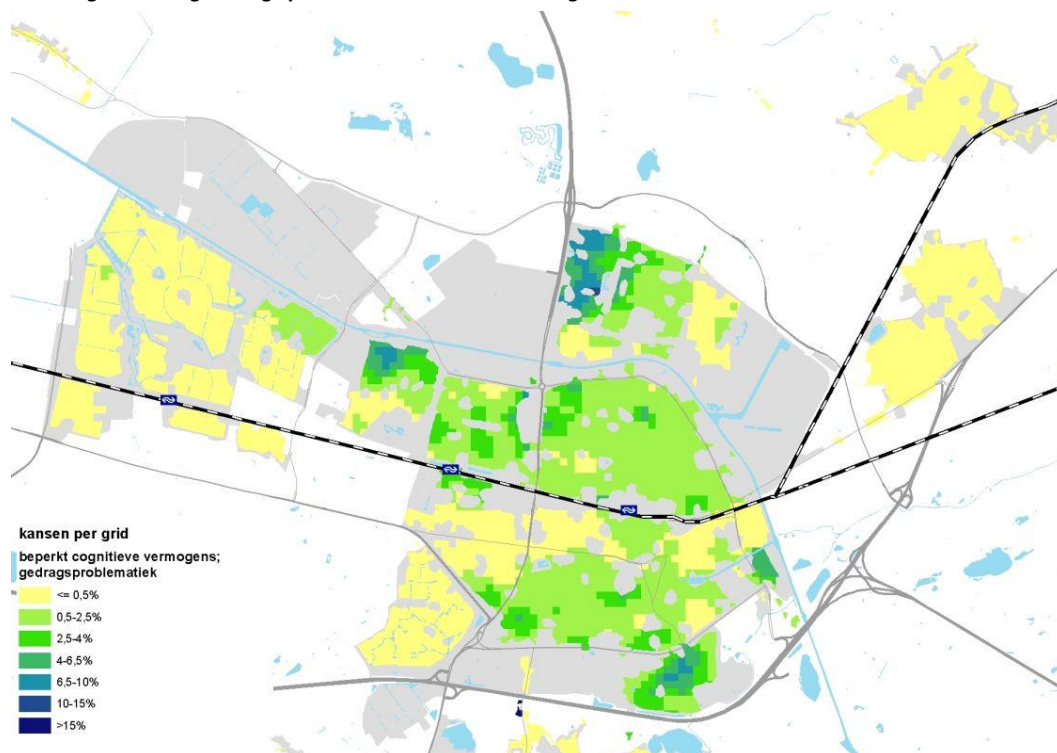 kansen per grid
beperkt cognitieve vermogens;
gedragsproblematiek
<= 0,5%
0,5-2,5%
2,5-4%
4-6,5%
6,5-10%
10-15%
>15%